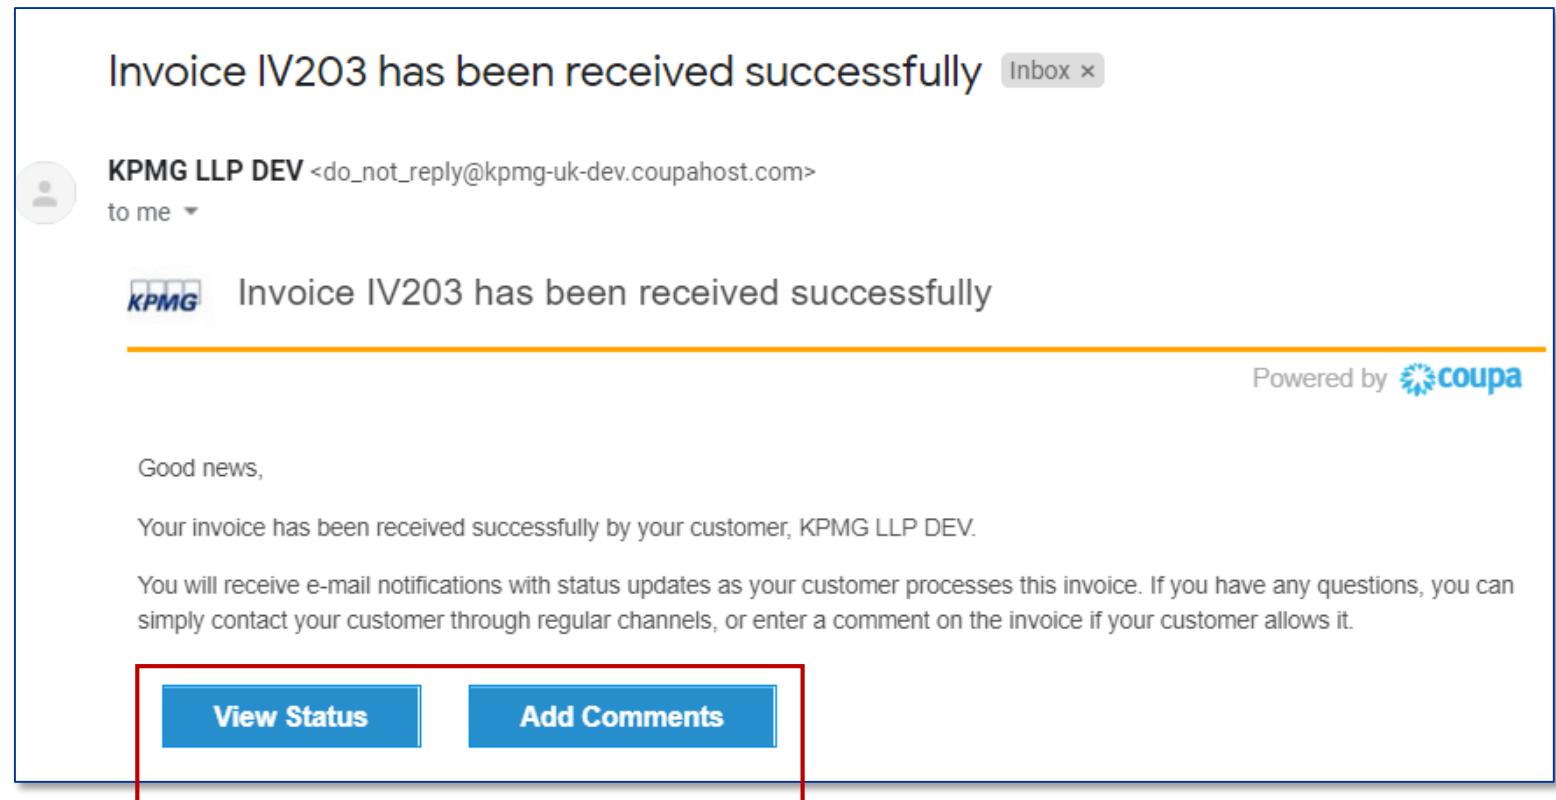 Invoice IV203 has been received successfully Inbox ×
KPMG LLP DEV <do_not_reply@kpmg-uk-dev.coupahost.com>
to me
KPMG Invoice IV203 has been received successfully
Powered by coupa
Good news,
Your invoice has been received successfully by your customer, KPMG LLP DEV.
You will receive e-mail notifications with status updates as your customer processes this invoice. If you have any questions, you can
simply contact your customer through regular channels, or enter a comment on the invoice if your customer allows it.
View Status Add Comments